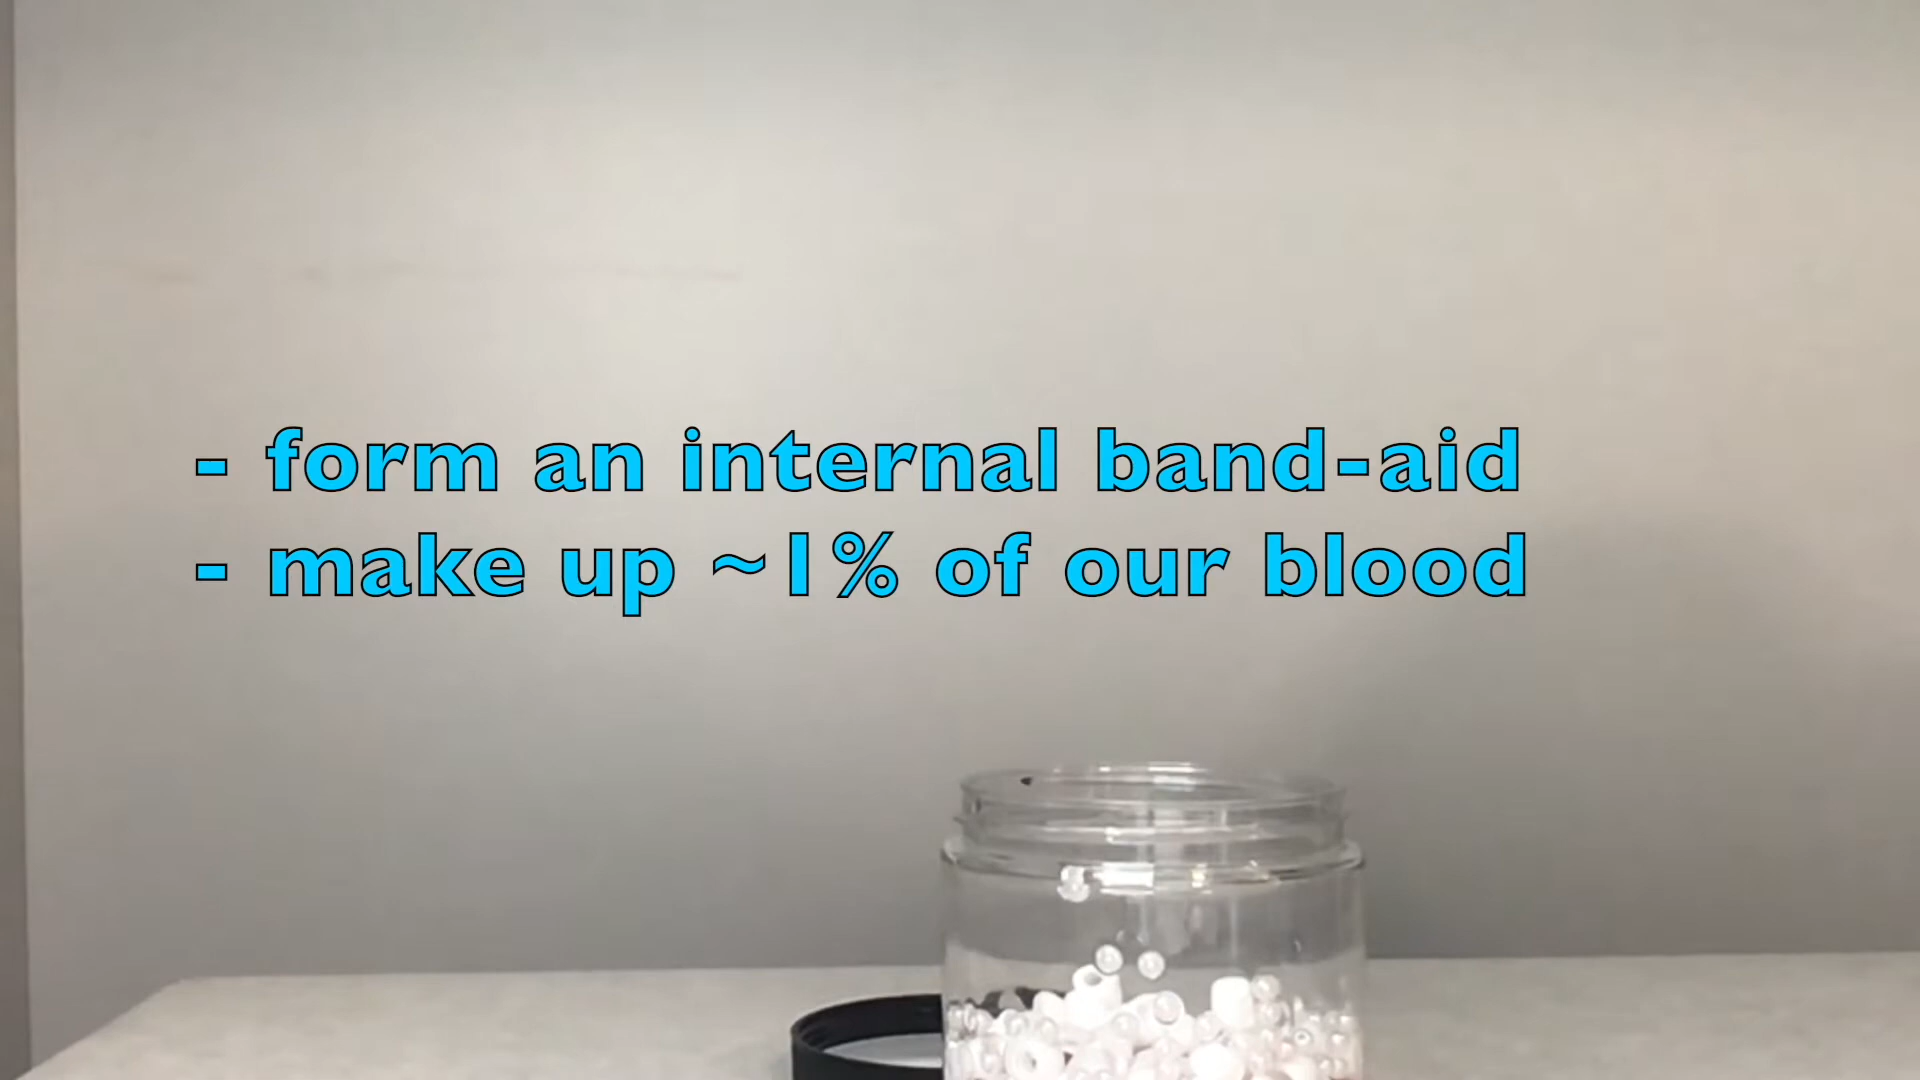 - form an internal band-aid
- make up ~1% of our blood